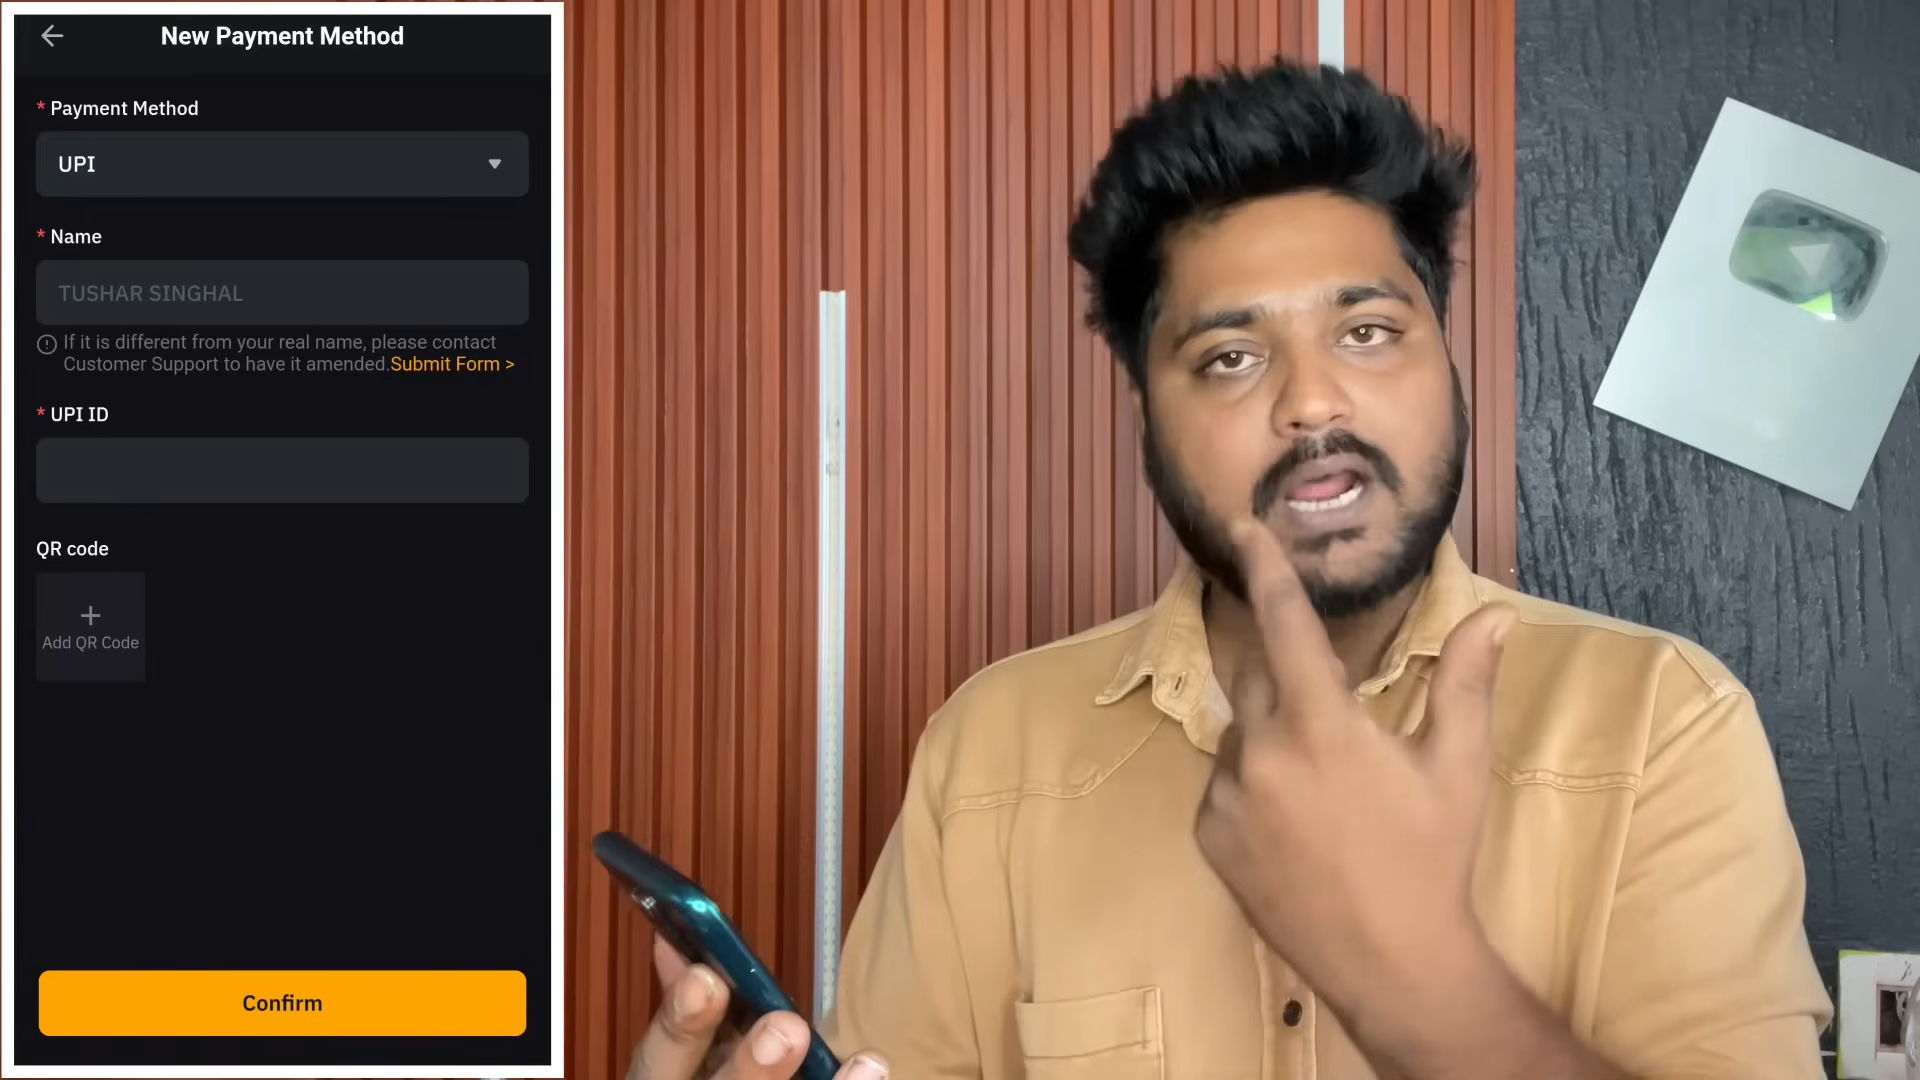 New Payment Method
* Payment Method
UPI
* Name
TUSHAR SINGHAL
If it is different from your real name, please contact
Customer Support to have it amended.Submit Form >
* UPI ID
QR code
+
Add QR Code
Confirm